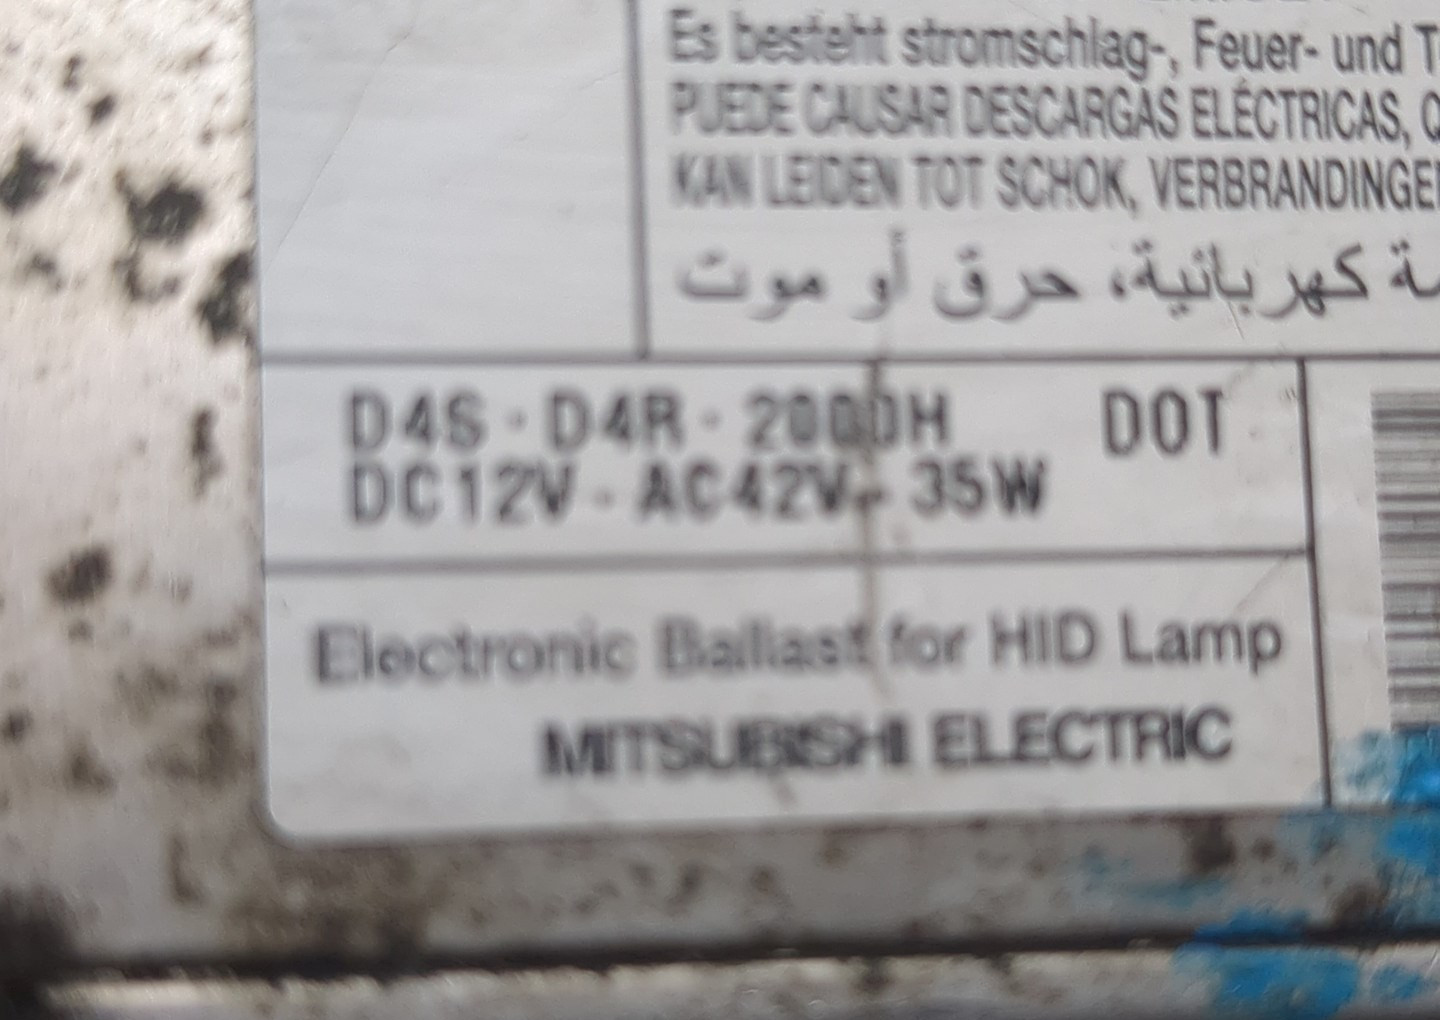 Es besteht stromschlag-, Feuer- und
PUEDE CAUSAR DESCARGAS ELÉCTRICAS,
KAN LEIDEN TOT SCHOK, VERBRANDINGE
كهربائية، حرق أو موت
D4S · D4R · 2000H DOT
DC12V · AC42V · 35W
Electronic Ballast for HID Lamp
MITSUBISHI ELECTRIC